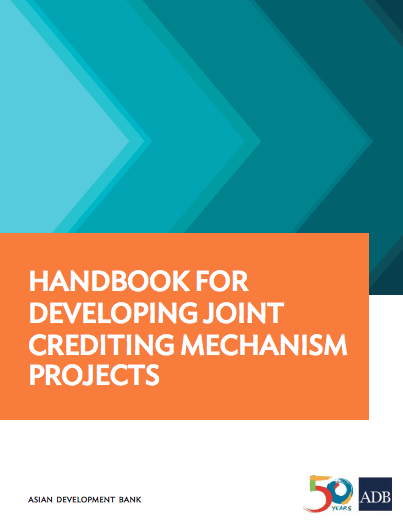 HANDBOOK FOR
DEVELOPING JOINT
CREDITING MECHANISM
PROJECTS
ASIAN DEVELOPMENT BANK
50
YEARS
ADB